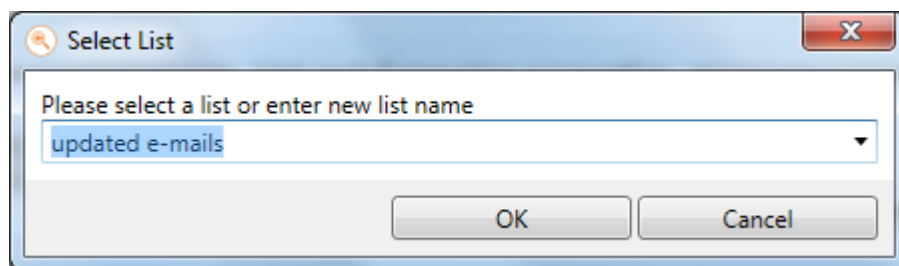 Select List
Please select a list or enter new list name
updated e-mails
OK
Cancel